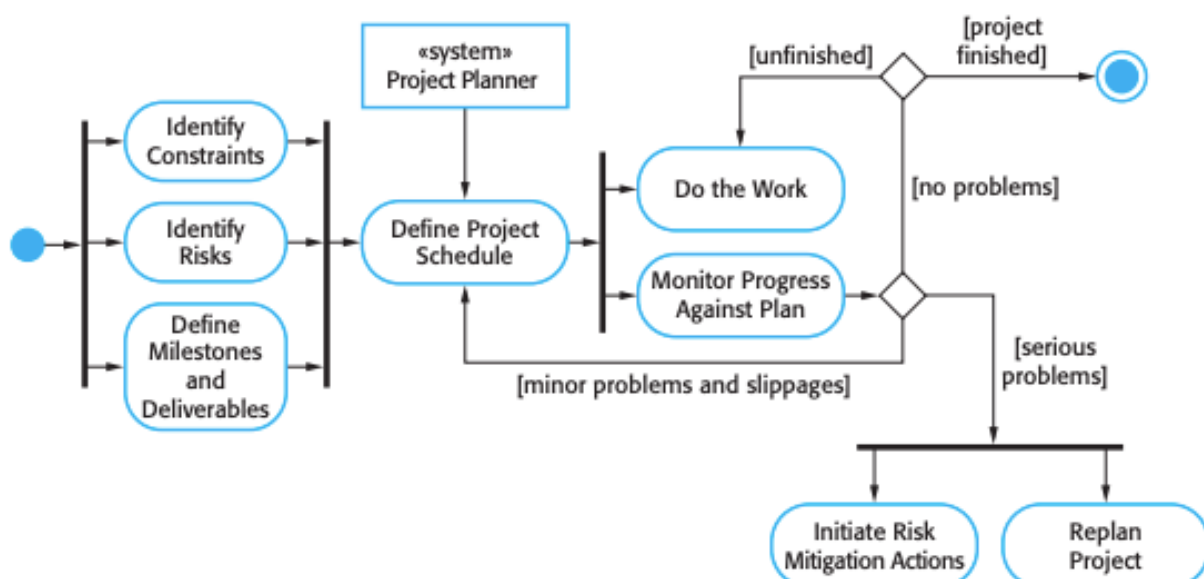 «system»
Project Planner
[unfinished]
[project
finished]
Identify
Constraints
Identify
Risks
Define
Milestones
and
Deliverables
Define Project
Schedule
Do the Work
[no problems]
Monitor Progress
Against Plan
[minor problems and slippages]
[serious
problems]
Initiate Risk
Mitigation Actions
Replan
Project